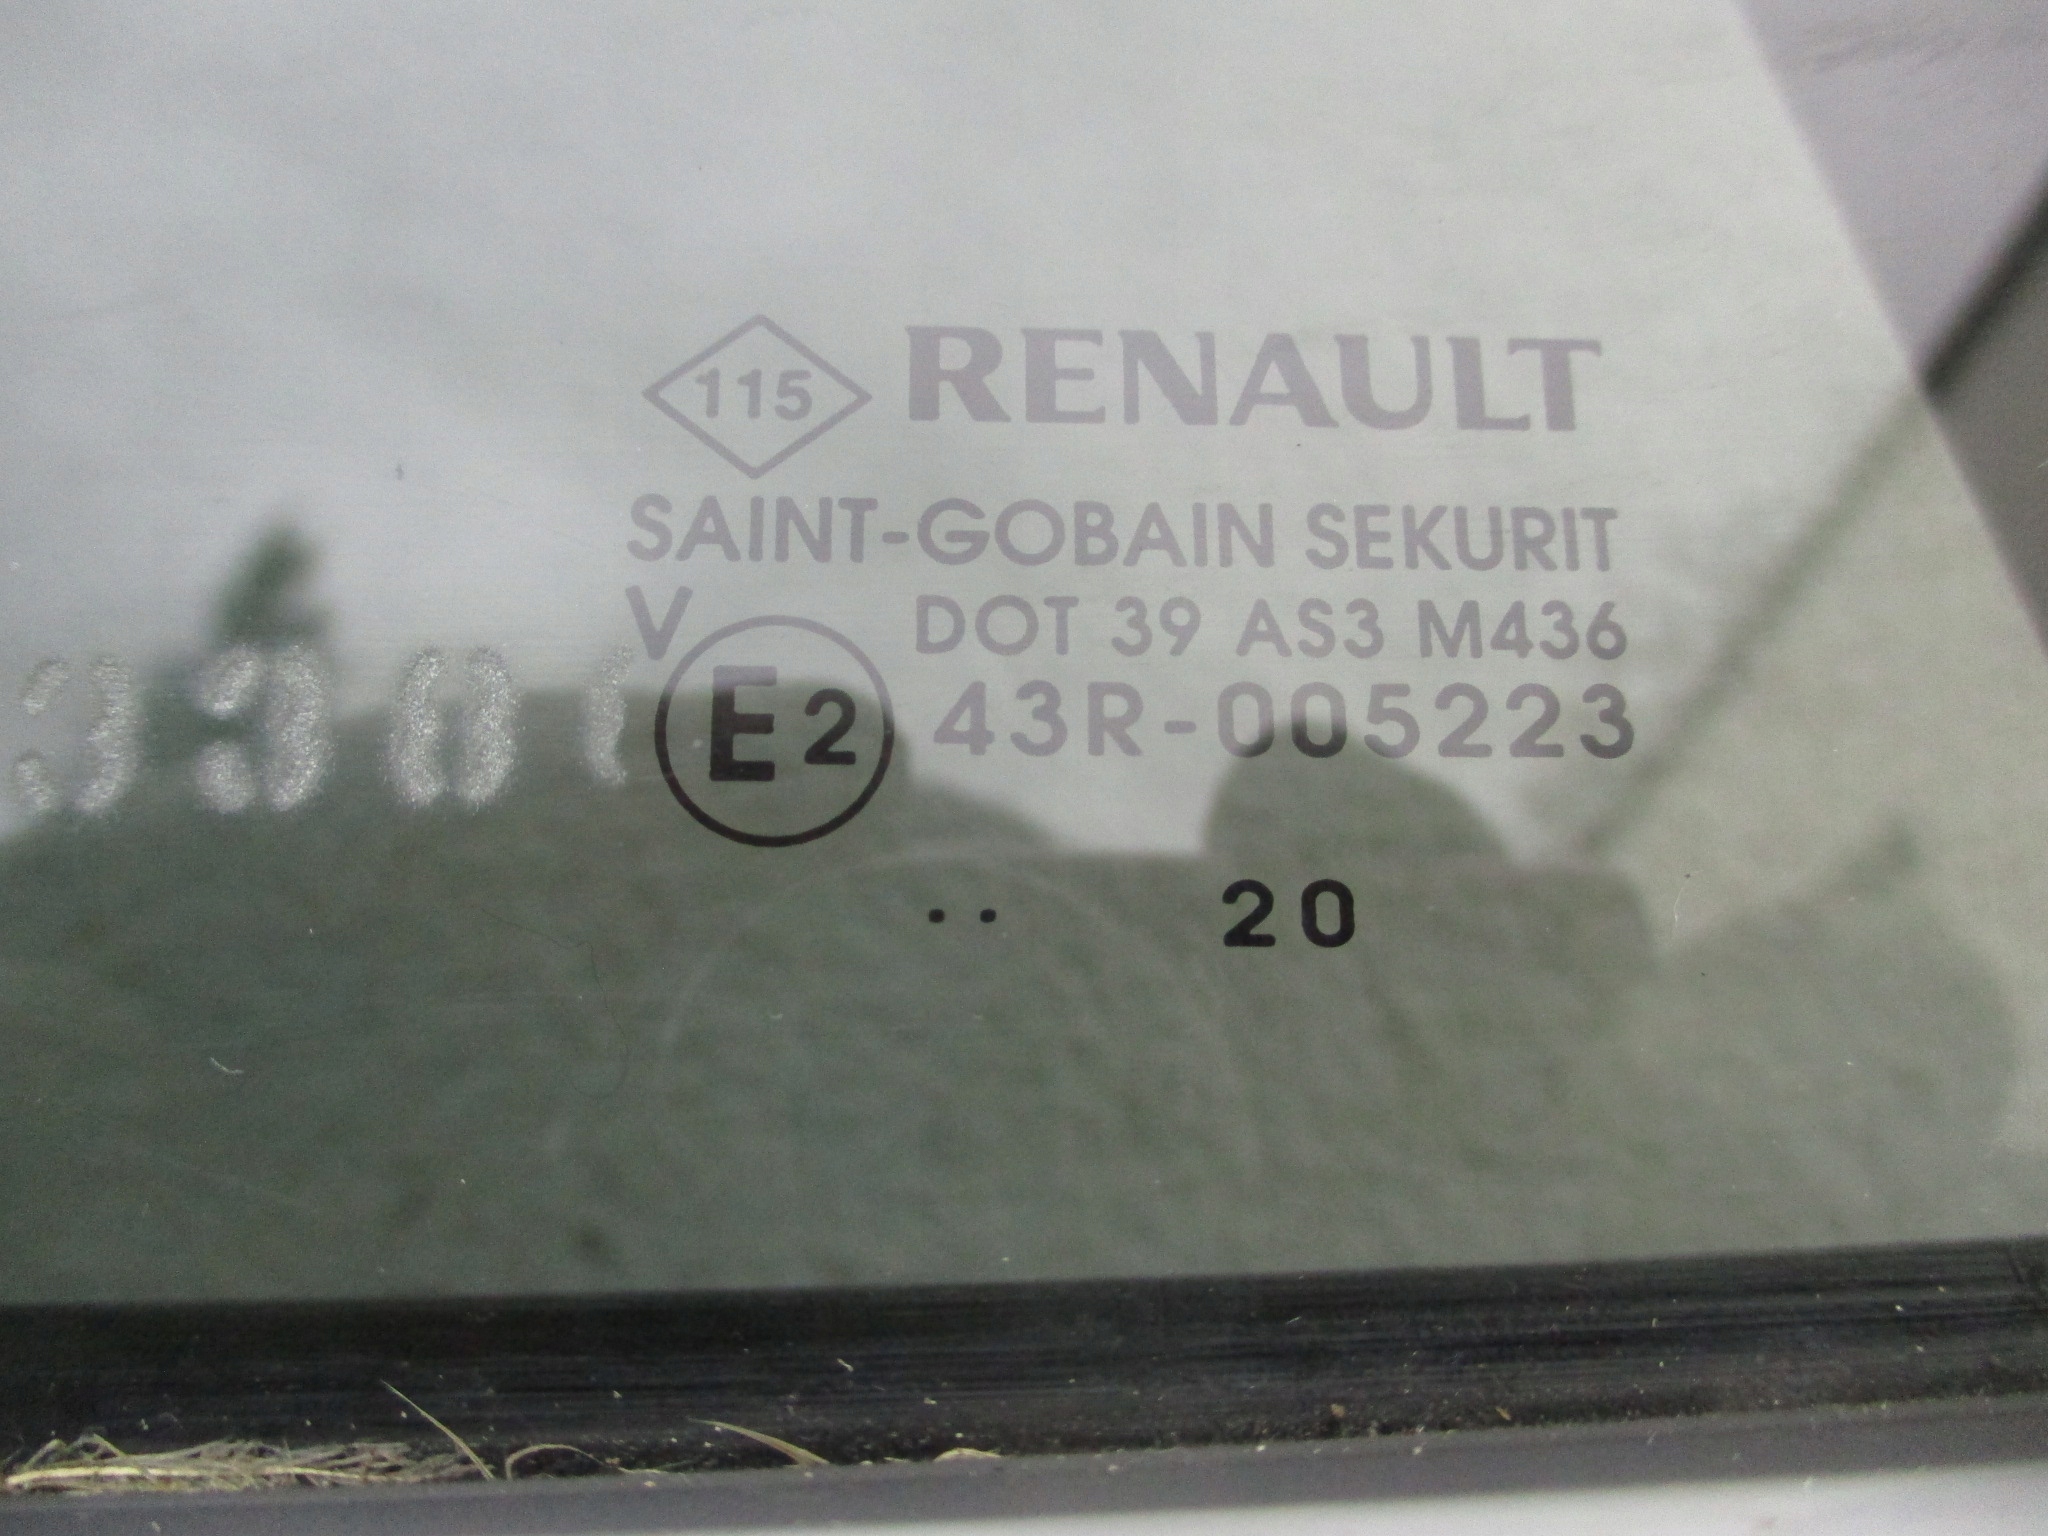 115 RENAULT
SAINT-GOBAIN SEKURIT
V DOT 39 AS3 M436
E2 43R-005223
.. 20